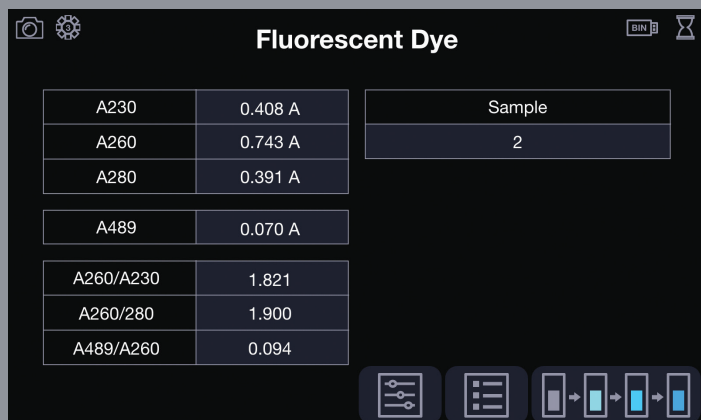 3
Fluorescent Dye
BIN
A230 0.408 A
A260 0.743 A
A280 0.391 A
A489 0.070 A
A260/A230 1.821
A260/280 1.900
A489/A260 0.094
Sample
2